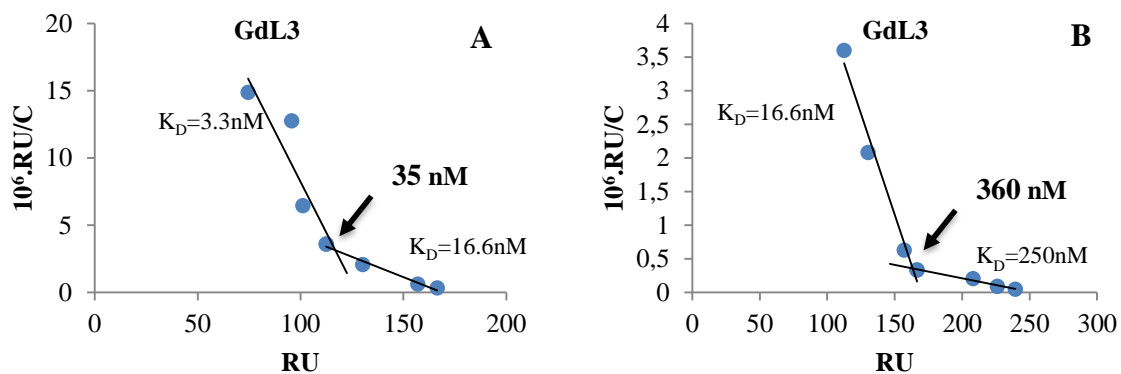 GdL3
A
20
15
10
5
0
10⁶.RU/C
K_D=3.3nM
35 nM
K_D=16.6nM
0 50 100 150 200
RU
GdL3
B
4
3,5
3
2,5
2
1,5
1
0,5
0
10⁶.RU/C
K_D=16.6nM
360 nM
K_D=250nM
0 50 100 150 200 250 300
RU